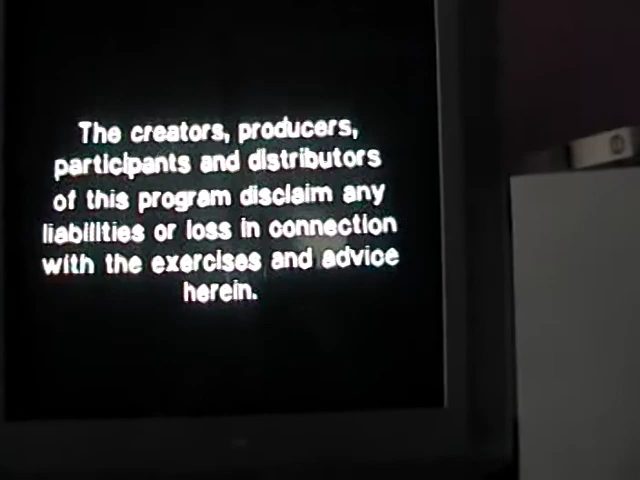 The creators, producers,
participants and distributors
of this program disclaim any
liabilities or loss in connection
with the exercises and advice
herein.